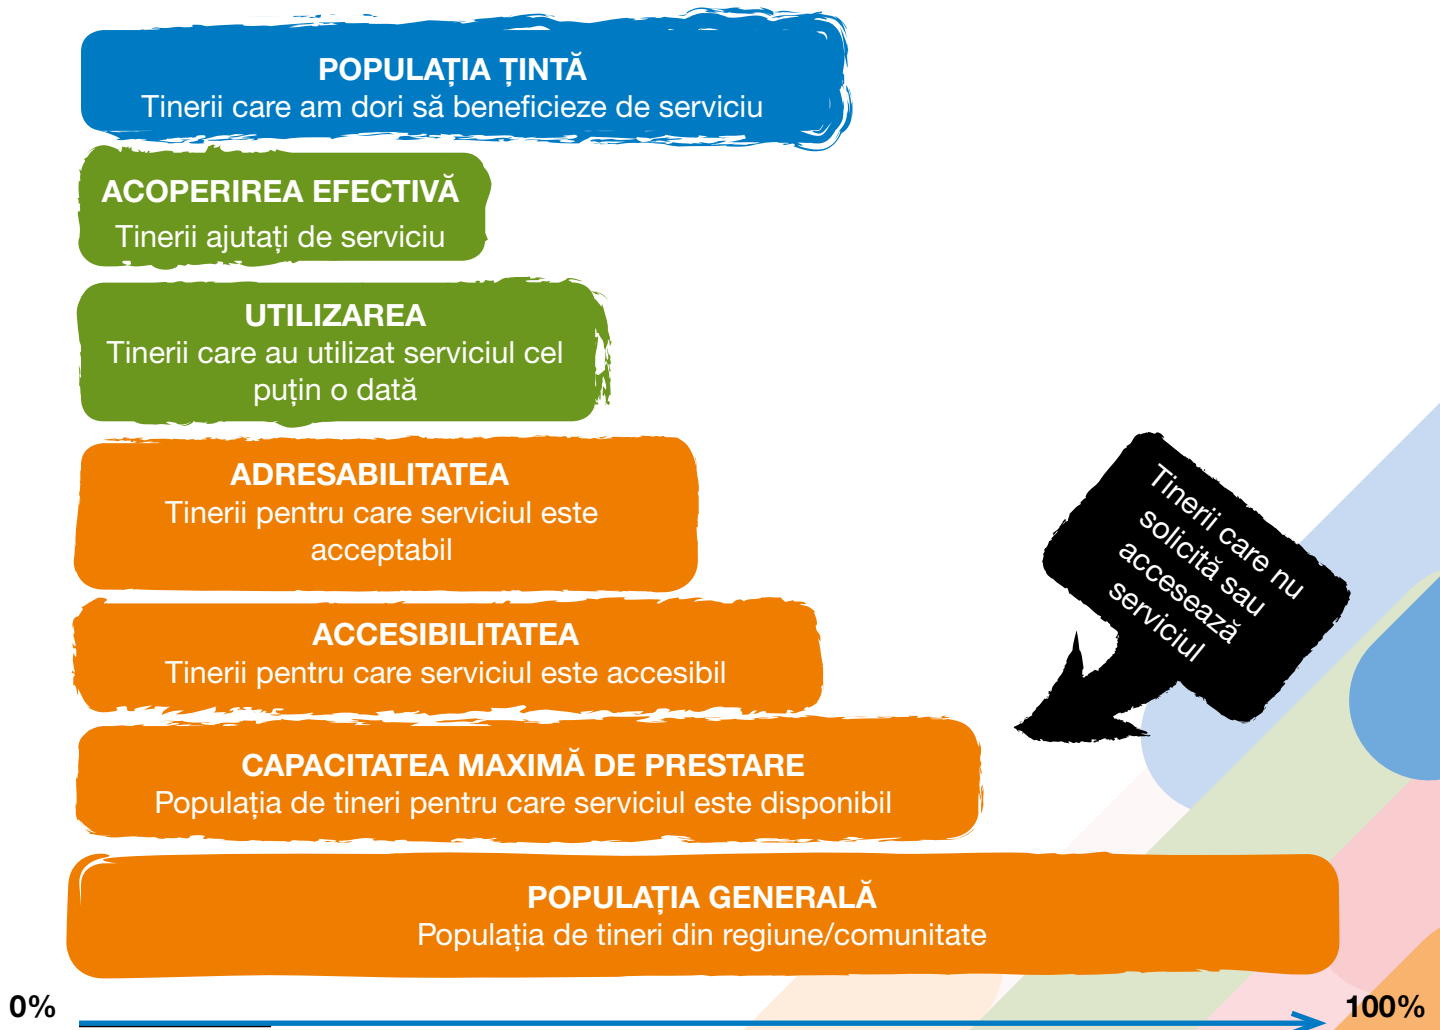 POPULAȚIA ȚINTĂ
Tinerii care am dori să beneficieze de serviciu
ACOPERIREA EFECTIVĂ
Tinerii ajutați de serviciu
UTILIZAREA
Tinerii care au utilizat serviciul cel
puțin o dată
ADRESABILITATEA
Tinerii pentru care serviciul este
acceptabil
Tinerii care nu
solicită sau
accesează
serviciul
ACCESIBILITATEA
Tinerii pentru care serviciul este accesibil
CAPACITATEA MAXIMĂ DE PRESTARE
Populația de tineri pentru care serviciul este disponibil
POPULAȚIA GENERALĂ
Populația de tineri din regiune/comunitate
0%
100%